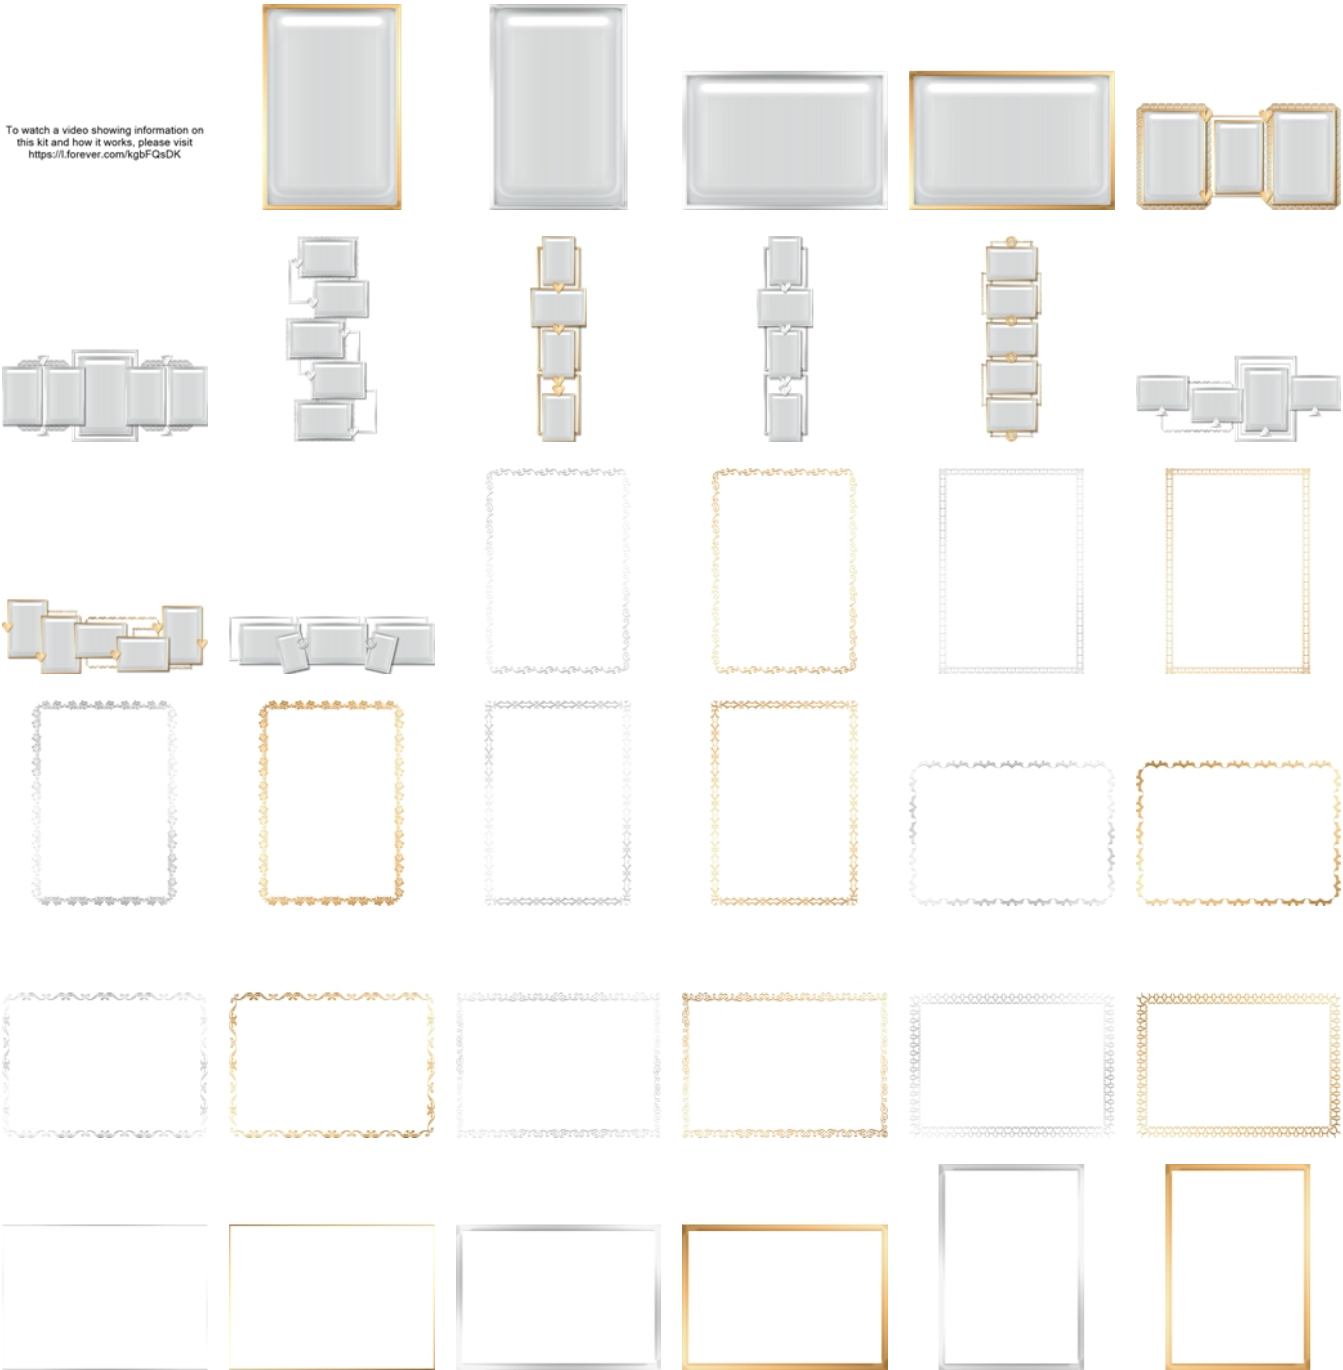 To watch a video showing information on
this kit and how it works, please visit
https://l.forever.com/kgbFQsDK